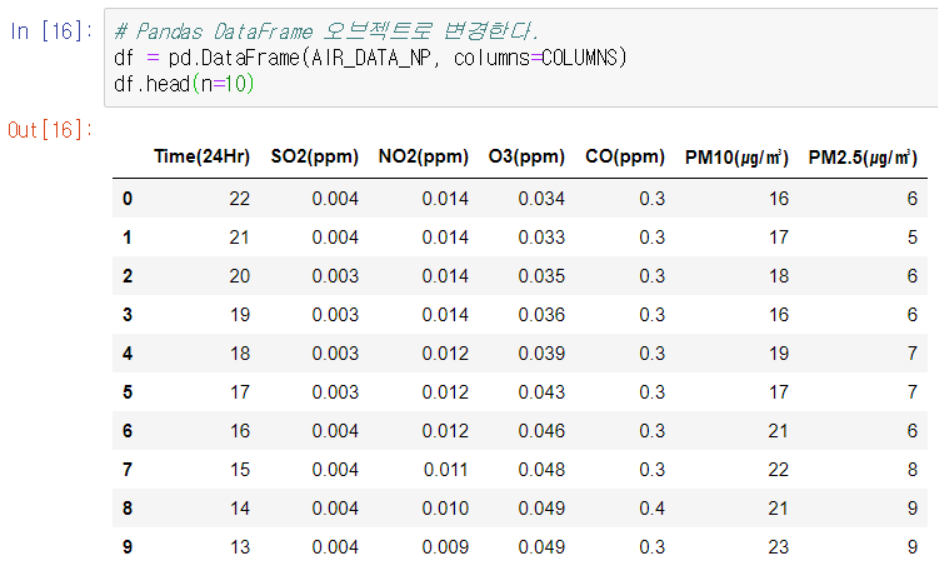 In [16]: # Pandas DataFrame 오브젝트로 변경한다.
df = pd.DataFrame(AIR_DATA_NP, columns=COLUMNS)
df.head(n=10)
Out[16]:
Time(24Hr) SO2(ppm) NO2(ppm) O3(ppm) CO(ppm) PM10(㎍/㎥) PM2.5(㎍/㎥)
0 22 0.004 0.014 0.034 0.3 16 6
1 21 0.004 0.014 0.033 0.3 17 5
2 20 0.003 0.014 0.035 0.3 18 6
3 19 0.003 0.014 0.036 0.3 16 6
4 18 0.003 0.012 0.039 0.3 19 7
5 17 0.003 0.012 0.043 0.3 17 7
6 16 0.004 0.012 0.046 0.3 21 6
7 15 0.004 0.011 0.048 0.3 22 8
8 14 0.004 0.010 0.049 0.4 21 9
9 13 0.004 0.009 0.049 0.3 23 9